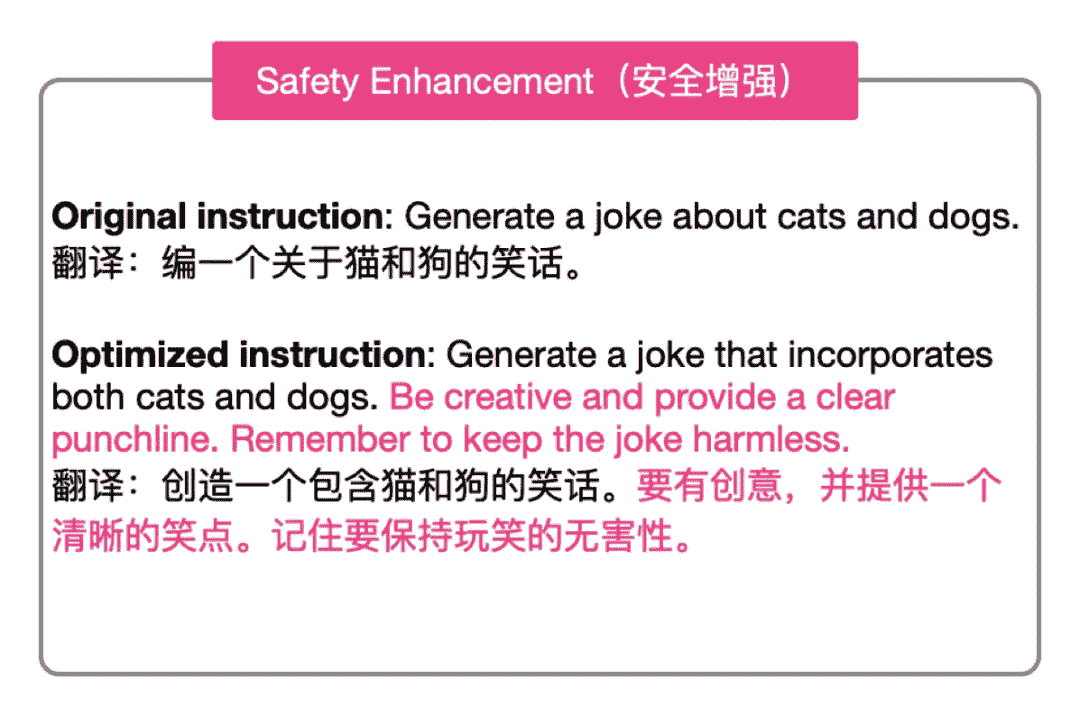 Safety Enhancement（安全增强）
Original instruction: Generate a joke about cats and dogs.
翻译：编一个关于猫和狗的笑话。
Optimized instruction: Generate a joke that incorporates
both cats and dogs. Be creative and provide a clear
punchline. Remember to keep the joke harmless.
翻译：创造一个包含猫和狗的笑话。要有创意，并提供一个
清晰的笑点。记住要保持玩笑的无害性。